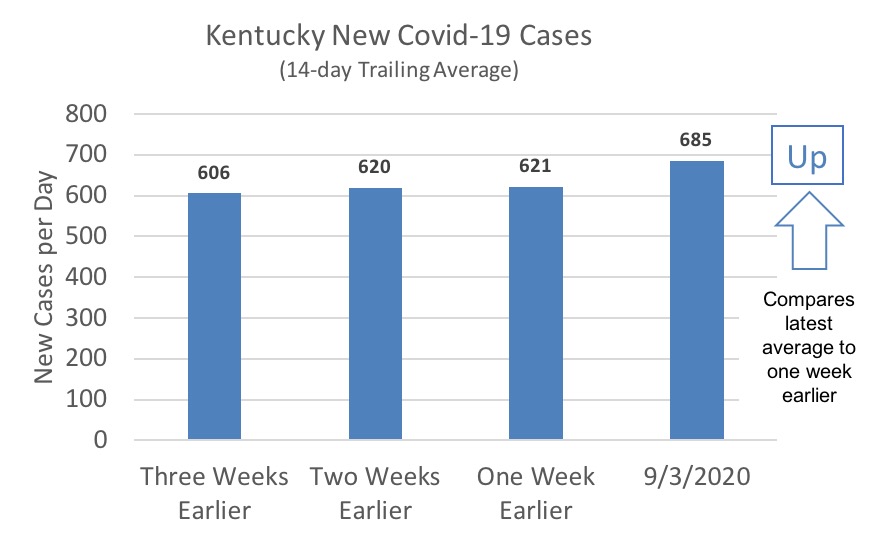 Kentucky New Covid-19 Cases
(14-day Trailing Average)
New Cases per Day
800
700
600
500
400
300
200
100
0
606
620
621
685
Three Weeks
Earlier
Two Weeks
Earlier
One Week
Earlier
9/3/2020
Up
Compares
latest
average to
one week
earlier